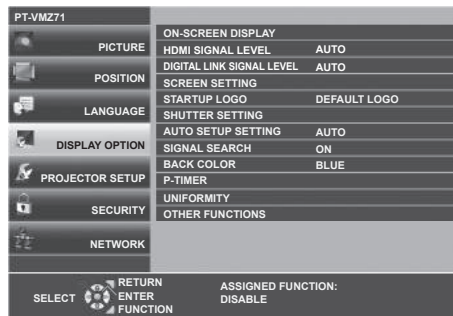 PT-VMZ71
PICTURE
POSITION
LANGUAGE
DISPLAY OPTION
PROJECTOR SETUP
SECURITY
NETWORK
ON-SCREEN DISPLAY
HDMI SIGNAL LEVEL AUTO
DIGITAL LINK SIGNAL LEVEL AUTO
SCREEN SETTING
STARTUP LOGO DEFAULT LOGO
SHUTTER SETTING
AUTO SETUP SETTING AUTO
SIGNAL SEARCH ON
BACK COLOR BLUE
P-TIMER
UNIFORMITY
OTHER FUNCTIONS
SELECT
RETURN
ENTER
FUNCTION
ASSIGNED FUNCTION:
DISABLE